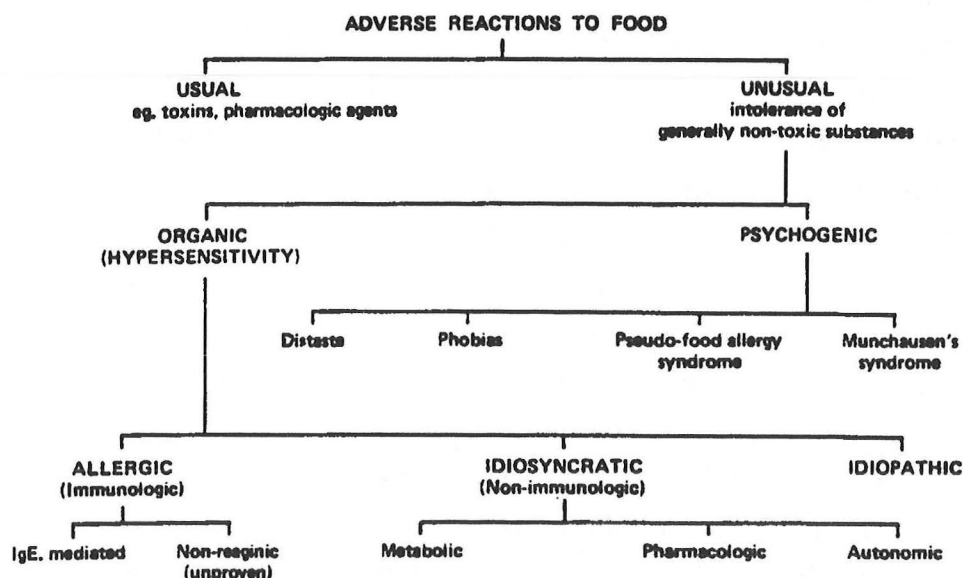 ADVERSE REACTIONS TO FOOD
USUAL
eg. toxins, pharmacologic agents
UNUSUAL
intolerance of
generally non-toxic substances
ORGANIC
(HYPERSENSITIVITY)
PSYCHOGENIC
Distaste
Phobias
Pseudo-food allergy
syndrome
Munchausen's
syndrome
ALLERGIC
(Immunologic)
IDIOSYNCRATIC
(Non-immunologic)
IDIOPATHIC
IgE. mediated
Non-reaginic
(unproven)
Metabolic
Pharmacologic
Autonomic